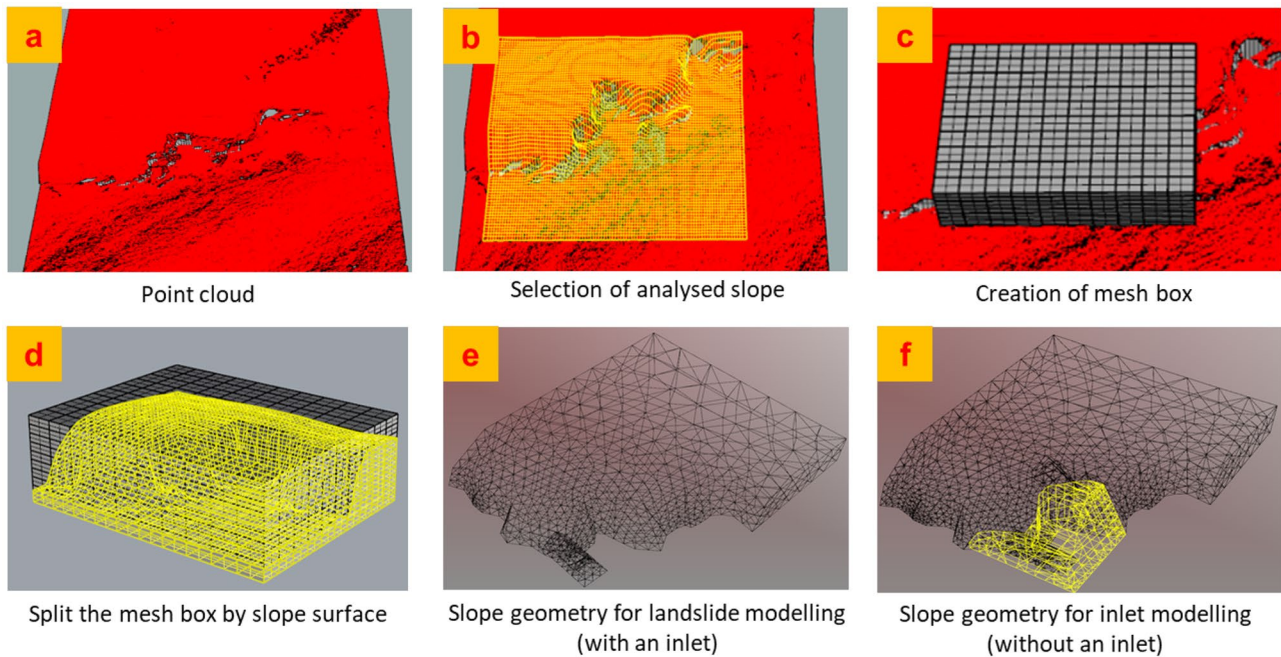 a
b
c
Point cloud
Selection of analysed slope
Creation of mesh box
d
e
f
Split the mesh box by slope surface
Slope geometry for landslide modelling
(with an inlet)
Slope geometry for inlet modelling
(without an inlet)